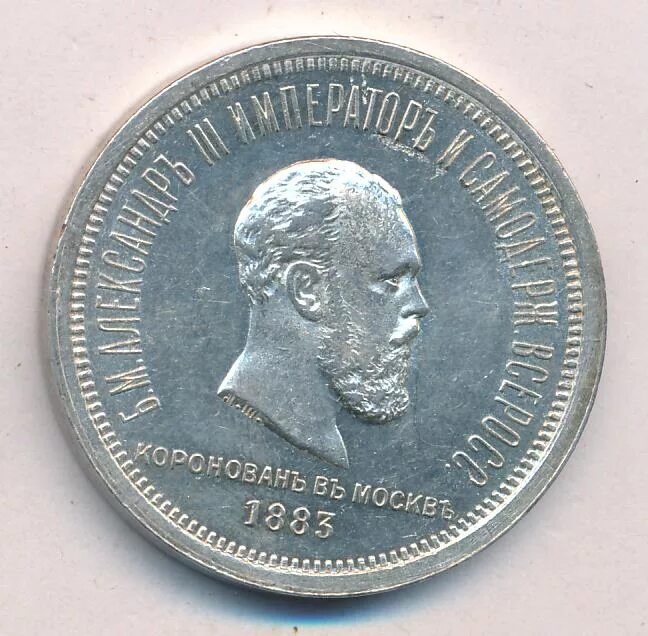 Б. М. АЛЕКСАНДРЪ III ИМПЕРАТОРЪ И САМОДЕРЖ. ВСЕРОСС.
КОРОНОВАНЪ ВЪ МОСКВѢ
1883